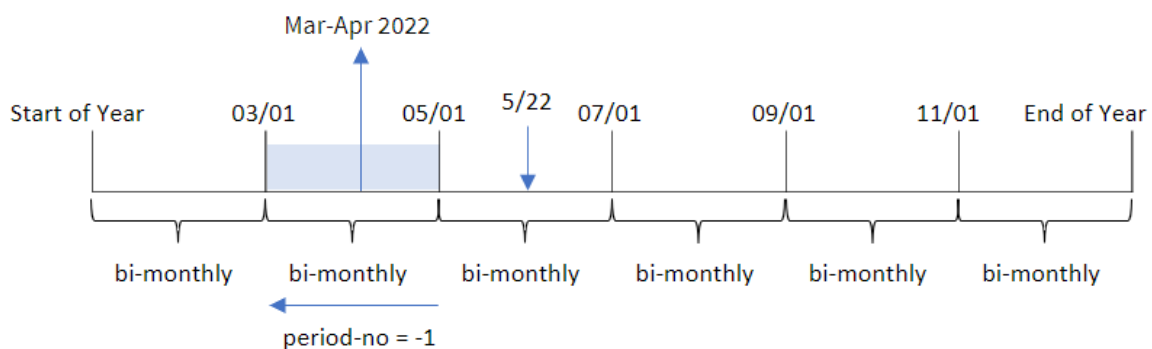 Mar-Apr 2022
Start of Year
03/01
05/01
5/22
07/01
09/01
11/01
End of Year
bi-monthly
bi-monthly
bi-monthly
bi-monthly
bi-monthly
bi-monthly
period-no = -1